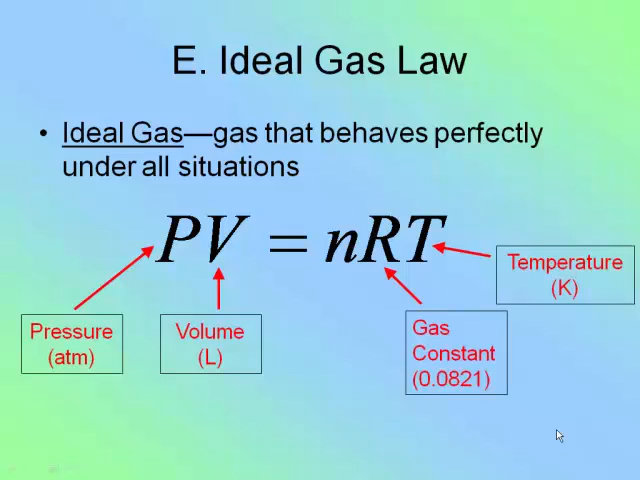 E. Ideal Gas Law
• Ideal Gas—gas that behaves perfectly
under all situations
PV = nRT
Temperature
(K)
Pressure
(atm)
Volume
(L)
Gas
Constant
(0.0821)